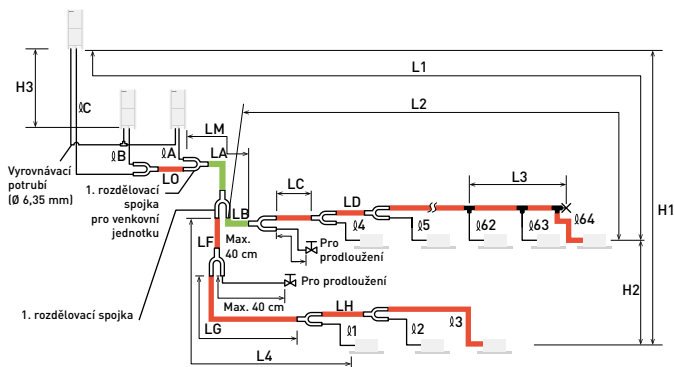 L1
H3
L2
ℓC
LM
ℓB
ℓA
LA
LO
Vyrovnávací
potrubí
(Ø 6,35 mm)
1. rozdělovací
spojka
pro venkovní
jednotku
LC
LD
L3
H1
LB
ℓ4
ℓ5
ℓ62
ℓ63
ℓ64
LF
Max.
40 cm
Pro
prodloužení
Pro prodloužení
H2
Max. 40 cm
1. rozdělovací spojka
LG
LH
ℓ1
ℓ2
ℓ3
L4